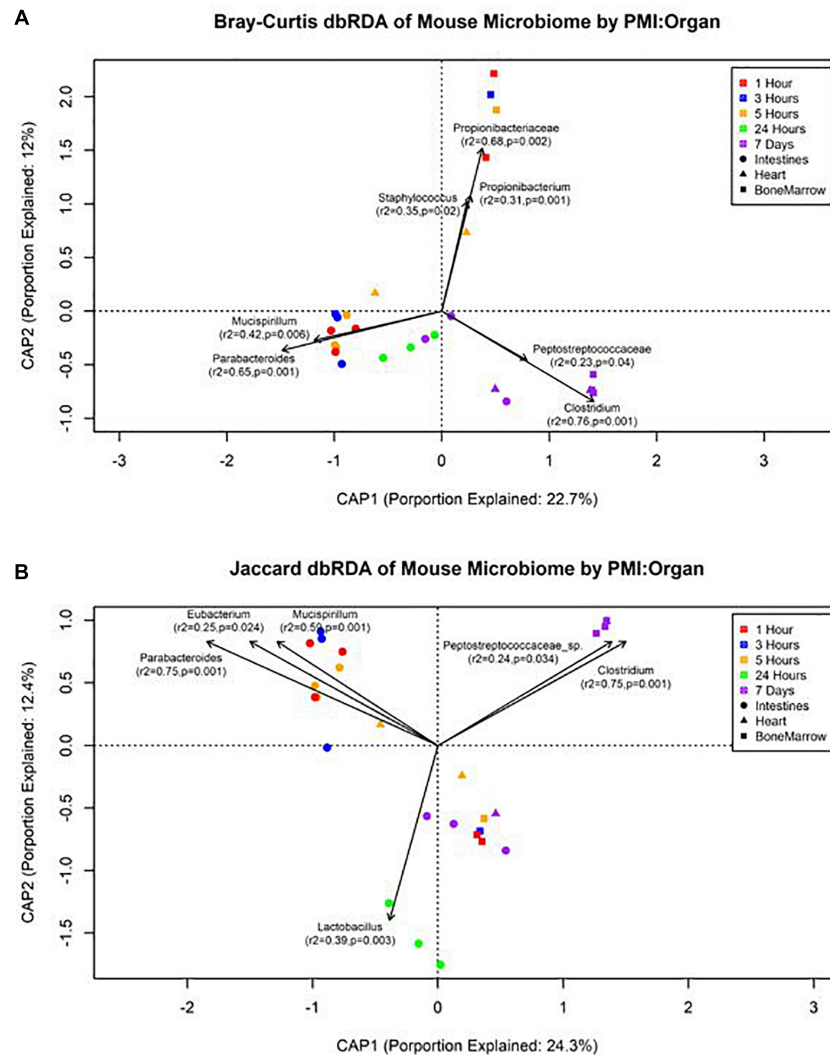 A
Bray-Curtis dbRDA of Mouse Microbiome by PMI:Organ
CAP2 (Porportion Explained: 12%)
2.0
1.5
1.0
0.5
0.0
-0.5
-1.0
Propionibacteriaceae
(r2=0.68,p=0.002)
Staphylococcus
(r2=0.35,p=0.02)
Propionibacterium
(r2=0.31,p=0.001)
Mucispirillum
(r2=0.42,p=0.006)
Parabacteroides
(r2=0.65,p=0.001)
Peptostreptococcaceae
(r2=0.23,p=0.04)
Clostridium
(r2=0.76,p=0.001)
1 Hour
3 Hours
5 Hours
24 Hours
7 Days
Intestines
Heart
BoneMarrow
-3
-2
-1
0
1
2
3
CAP1 (Porportion Explained: 22.7%)
B
Jaccard dbRDA of Mouse Microbiome by PMI:Organ
CAP2 (Porportion Explained: 12.4%)
1.0
0.5
0.0
-0.5
-1.0
-1.5
Eubacterium
(r2=0.25,p=0.024)
Mucispirillum
(r2=0.59,p=0.001)
Parabacteroides
(r2=0.75,p=0.001)
Peptostreptococcaceae_sp.
(r2=0.24,p=0.034)
Clostridium
(r2=0.75,p=0.001)
Lactobacillus
(r2=0.39,p=0.003)
1 Hour
3 Hours
5 Hours
24 Hours
7 Days
Intestines
Heart
BoneMarrow
-2
-1
0
1
2
CAP1 (Porportion Explained: 24.3%)